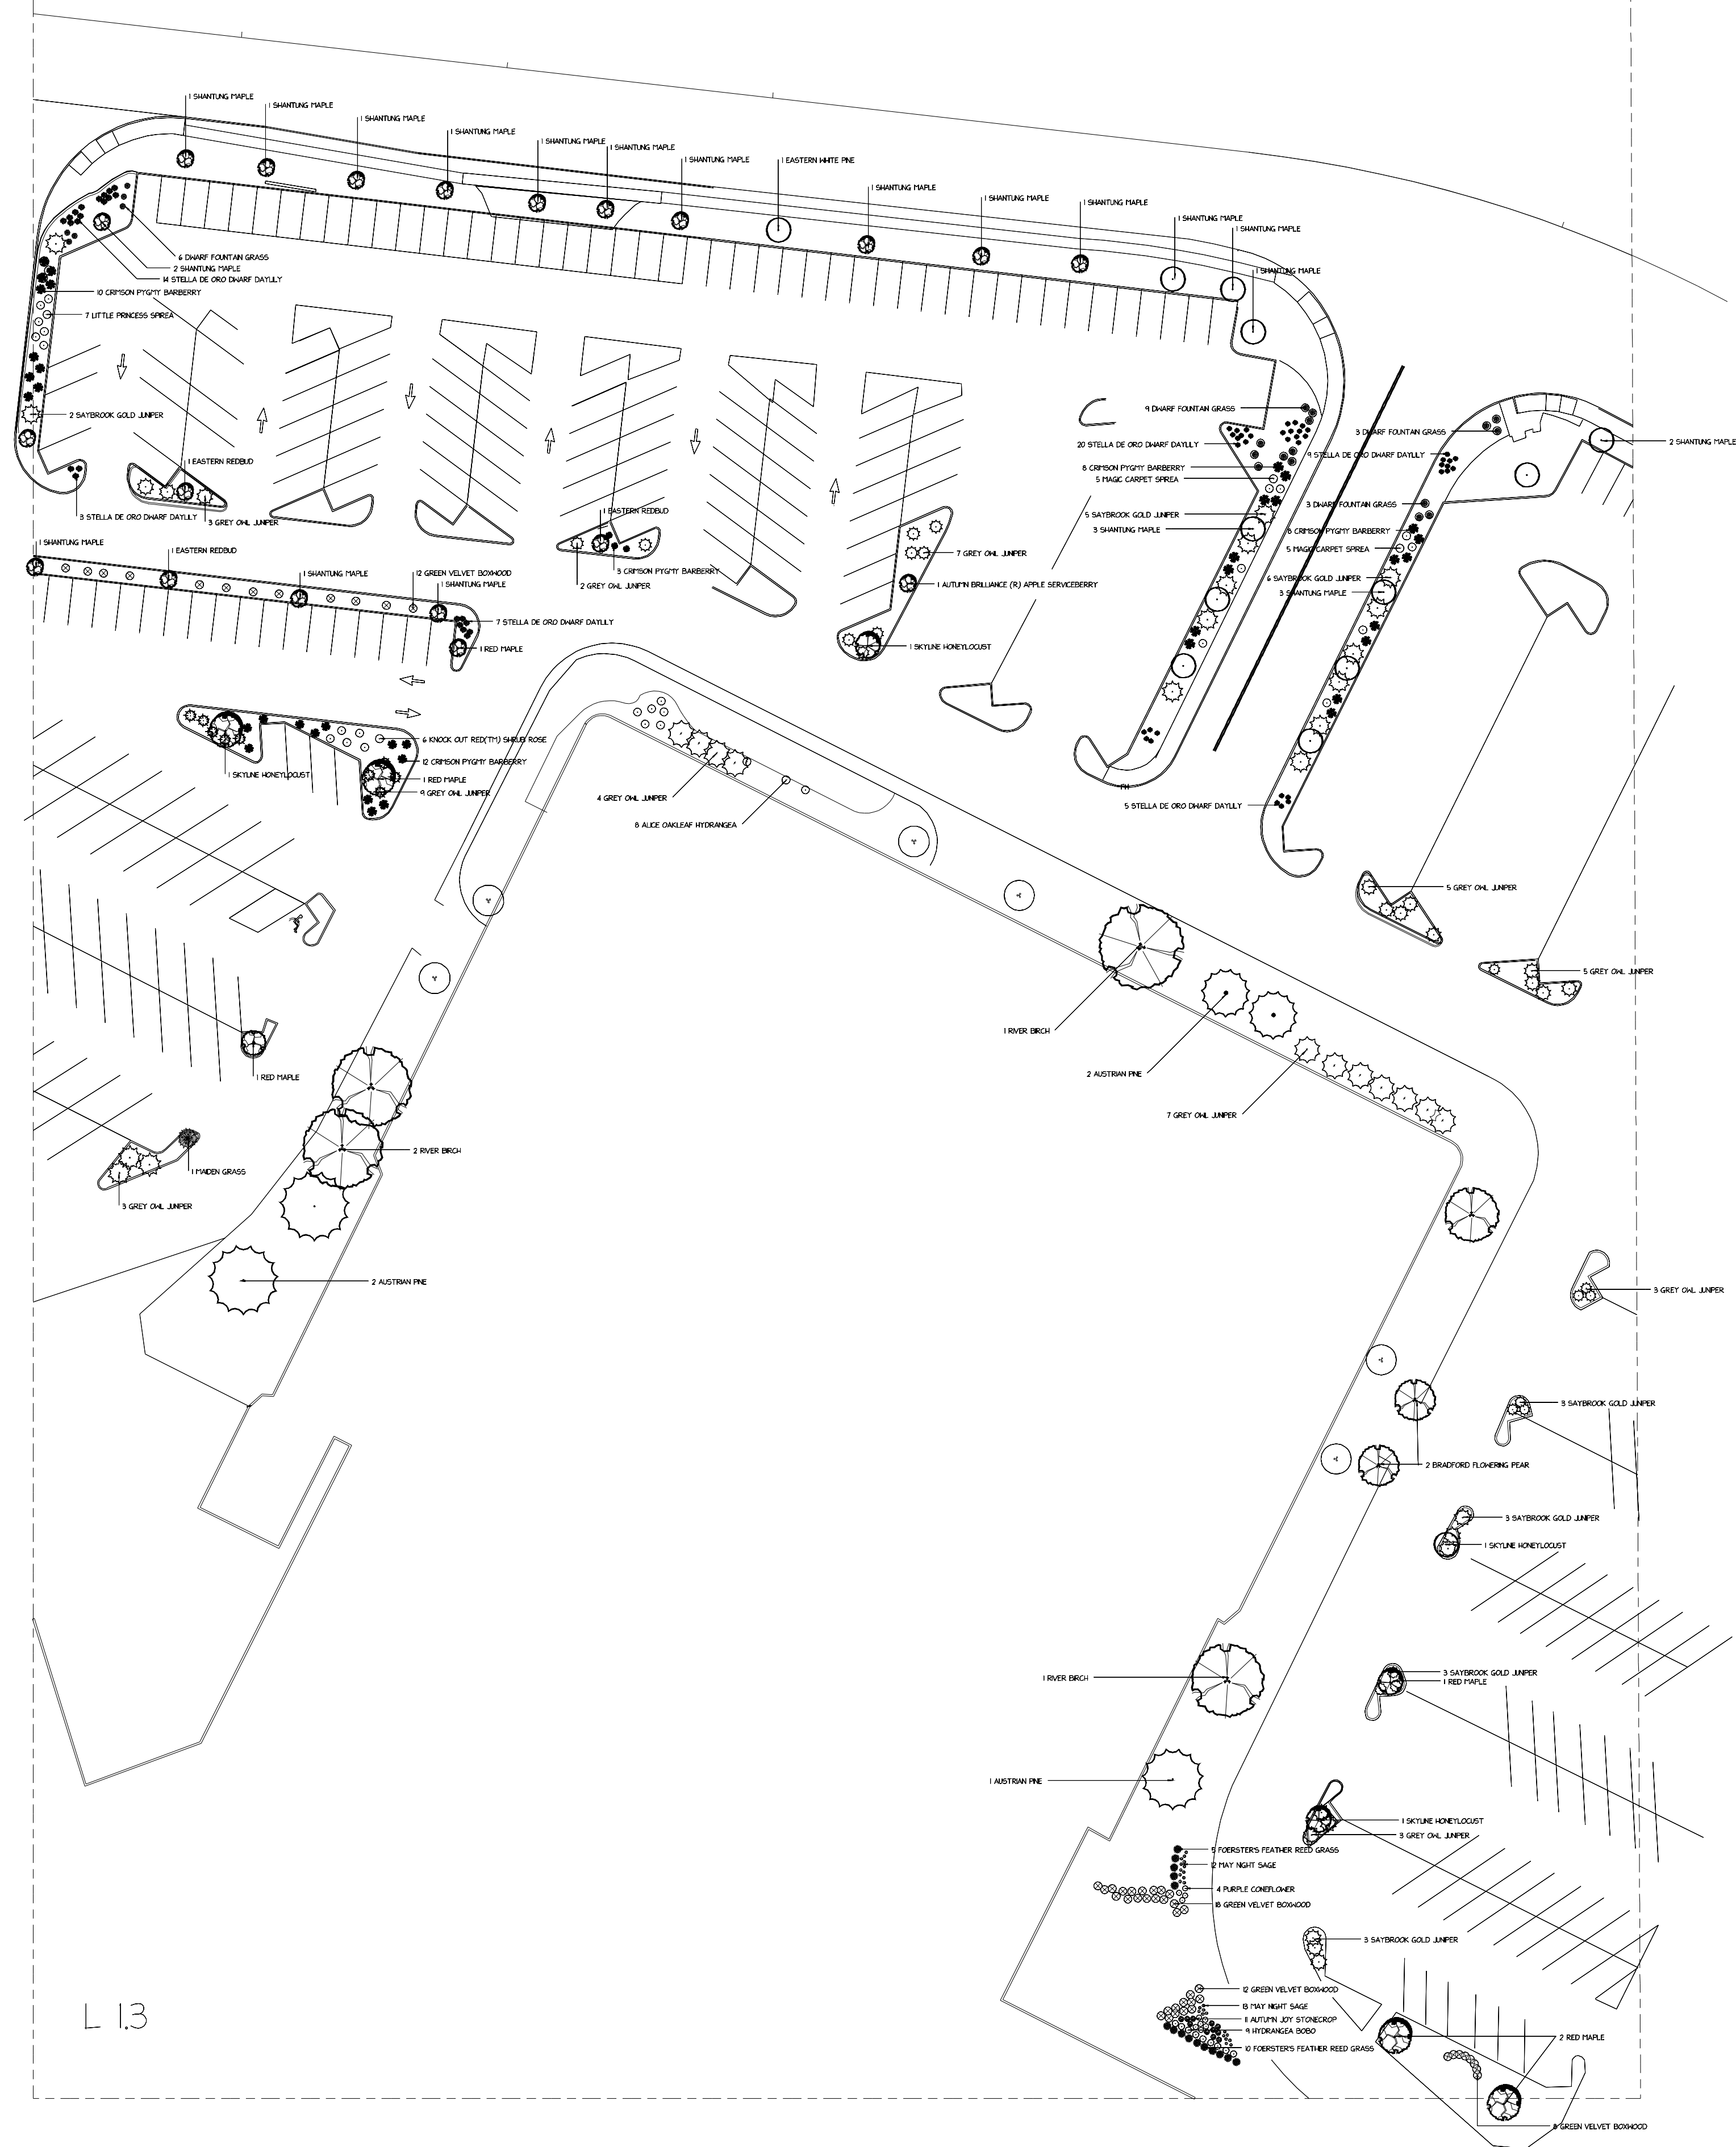 1 SHANTUNG MAPLE
1 SHANTUNG MAPLE
1 SHANTUNG MAPLE
1 SHANTUNG MAPLE
1 SHANTUNG MAPLE
1 SHANTUNG MAPLE
1 SHANTUNG MAPLE
1 EASTERN WHITE PINE
1 SHANTUNG MAPLE
1 SHANTUNG MAPLE
1 SHANTUNG MAPLE
1 SHANTUNG MAPLE
1 SHANTUNG MAPLE
1 SHANTUNG MAPLE
6 DWARF FOUNTAIN GRASS
2 SHANTUNG MAPLE
14 STELLA DE ORO DWARF DAYLILY
10 CRIMSON PYGMY BARBERRY
7 LITTLE PRINCESS SPIREA
2 SAYBROOK GOLD JUNIPER
1 EASTERN REDBUD
3 STELLA DE ORO DWARF DAYLILY
3 GREY OWL JUNIPER
1 EASTERN REDBUD
3 CRIMSON PYGMY BARBERRY
2 GREY OWL JUNIPER
7 GREY OWL JUNIPER
1 AUTUMN BRILLIANCE (R) APPLE SERVICEBERRY
1 SKYLINE HONEYLOCUST
9 DWARF FOUNTAIN GRASS
20 STELLA DE ORO DWARF DAYLILY
8 CRIMSON PYGMY BARBERRY
5 MAGIC CARPET SPIREA
5 SAYBROOK GOLD JUNIPER
3 SHANTUNG MAPLE
3 DWARF FOUNTAIN GRASS
9 STELLA DE ORO DWARF DAYLILY
2 SHANTUNG MAPLE
3 DWARF FOUNTAIN GRASS
8 CRIMSON PYGMY BARBERRY
5 MAGIC CARPET SPIREA
6 SAYBROOK GOLD JUNIPER
3 SHANTUNG MAPLE
1 SHANTUNG MAPLE
1 EASTERN REDBUD
1 SHANTUNG MAPLE
12 GREEN VELVET BOXWOOD
1 SHANTUNG MAPLE
7 STELLA DE ORO DWARF DAYLILY
1 RED MAPLE
6 KNOCK OUT RED(TM) SHRUB ROSE
12 CRIMSON PYGMY BARBERRY
1 SKYLINE HONEYLOCUST
1 RED MAPLE
9 GREY OWL JUNIPER
4 GREY OWL JUNIPER
8 ALICE OAKLEAF HYDRANGEA
FH
5 STELLA DE ORO DWARF DAYLILY
5 GREY OWL JUNIPER
5 GREY OWL JUNIPER
1 RIVER BIRCH
2 AUSTRIAN PINE
7 GREY OWL JUNIPER
1 RED MAPLE
2 RIVER BIRCH
1 MAIDEN GRASS
3 GREY OWL JUNIPER
2 AUSTRIAN PINE
3 GREY OWL JUNIPER
3 SAYBROOK GOLD JUNIPER
2 BRADFORD FLOWERING PEAR
3 SAYBROOK GOLD JUNIPER
1 SKYLINE HONEYLOCUST
1 RIVER BIRCH
3 SAYBROOK GOLD JUNIPER
1 RED MAPLE
1 AUSTRIAN PINE
1 SKYLINE HONEYLOCUST
3 GREY OWL JUNIPER
5 FOERSTER'S FEATHER REED GRASS
12 MAY NIGHT SAGE
4 PURPLE CONEFLOWER
18 GREEN VELVET BOXWOOD
3 SAYBROOK GOLD JUNIPER
12 GREEN VELVET BOXWOOD
13 MAY NIGHT SAGE
11 AUTUMN JOY STONECROP
9 HYDRANGEA BOBO
10 FOERSTER'S FEATHER REED GRASS
2 RED MAPLE
8 GREEN VELVET BOXWOOD
L 1.3